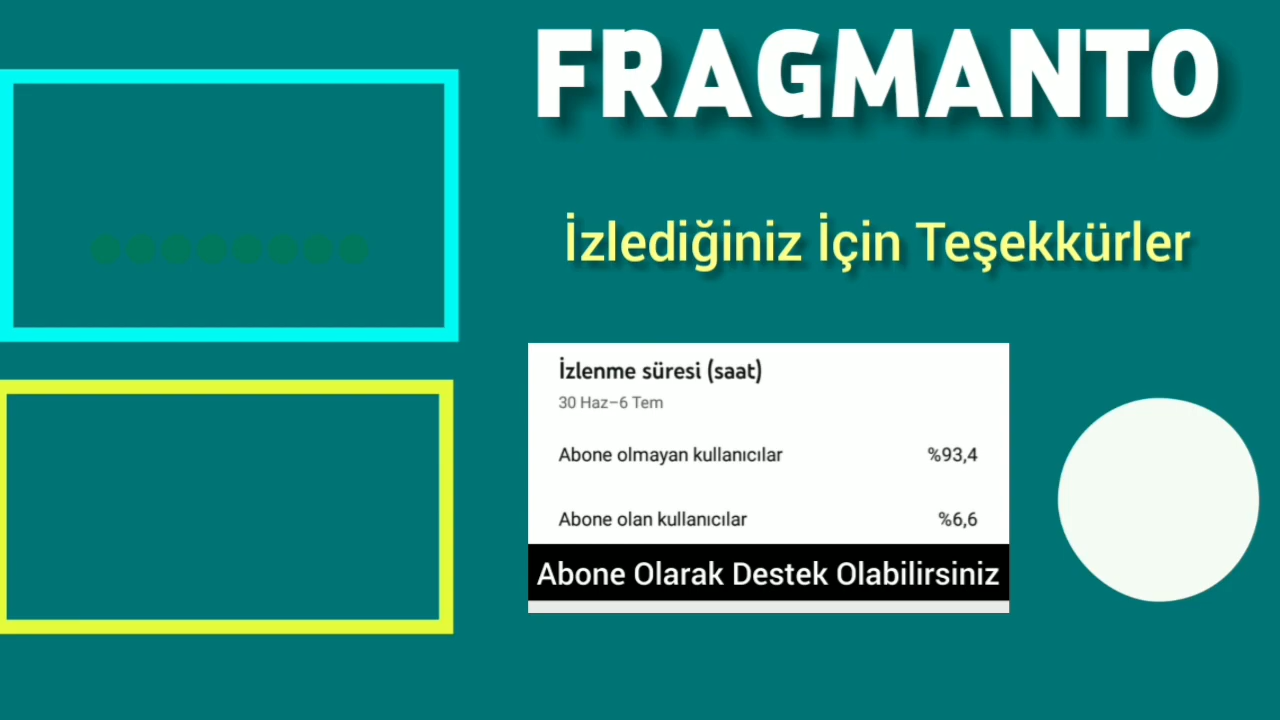 FRAGMANTO
İzlediğiniz İçin Teşekkürler
İzlenme süresi (saat)
30 Haz–6 Tem
Abone olmayan kullanıcılar %93,4
Abone olan kullanıcılar %6,6
Abone Olarak Destek Olabilirsiniz